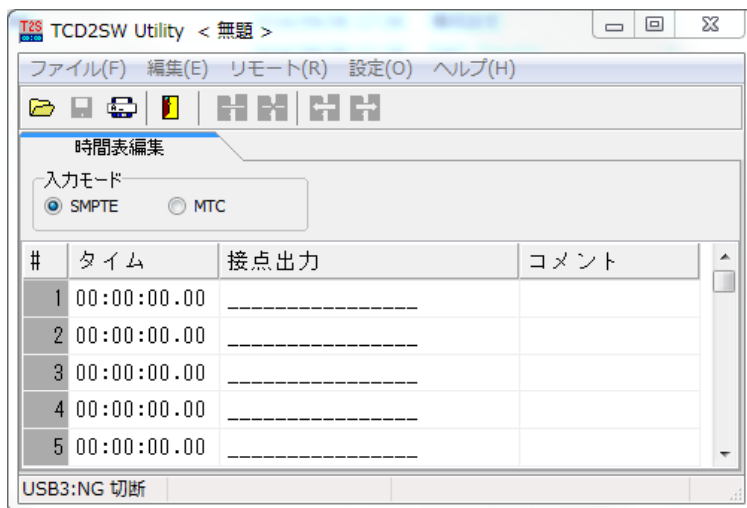 T2S 00:00 TCD2SW Utility < 無題 >
ファイル(F) 編集(E) リモート(R) 設定(O) ヘルプ(H)
時間表編集
入力モード
SMPTE MTC
# タイム 接点出力 コメント
1 00:00:00.00 ________________
2 00:00:00.00 ________________
3 00:00:00.00 ________________
4 00:00:00.00 ________________
5 00:00:00.00 ________________
USB3:NG 切断